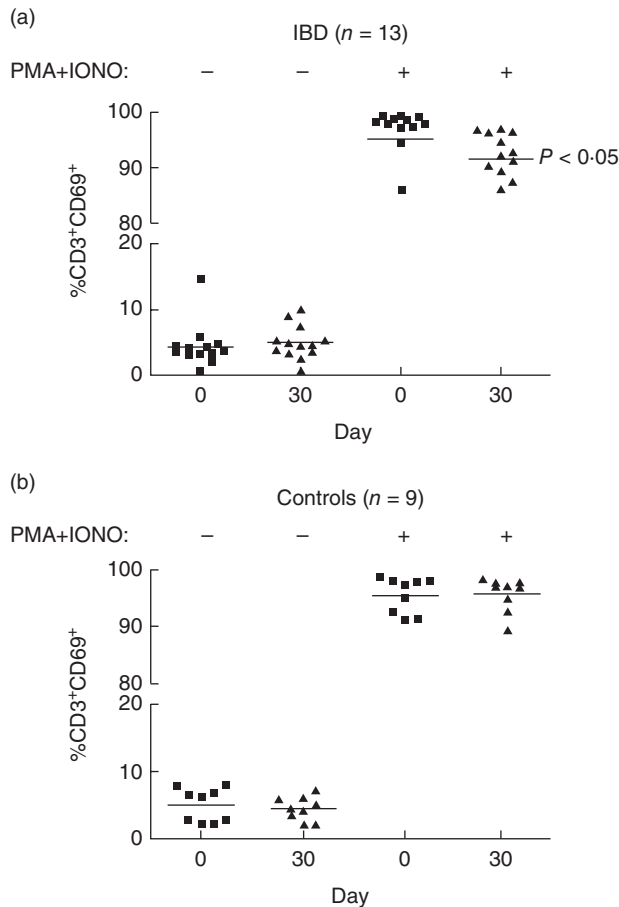 (a)
IBD (n = 13)
PMA+IONO: – – + +
100
90
80
20
10
0
%CD3⁺CD69⁺
P < 0·05
0 30 0 30
Day
(b)
Controls (n = 9)
PMA+IONO: – – + +
100
90
80
20
10
0
%CD3⁺CD69⁺
0 30 0 30
Day